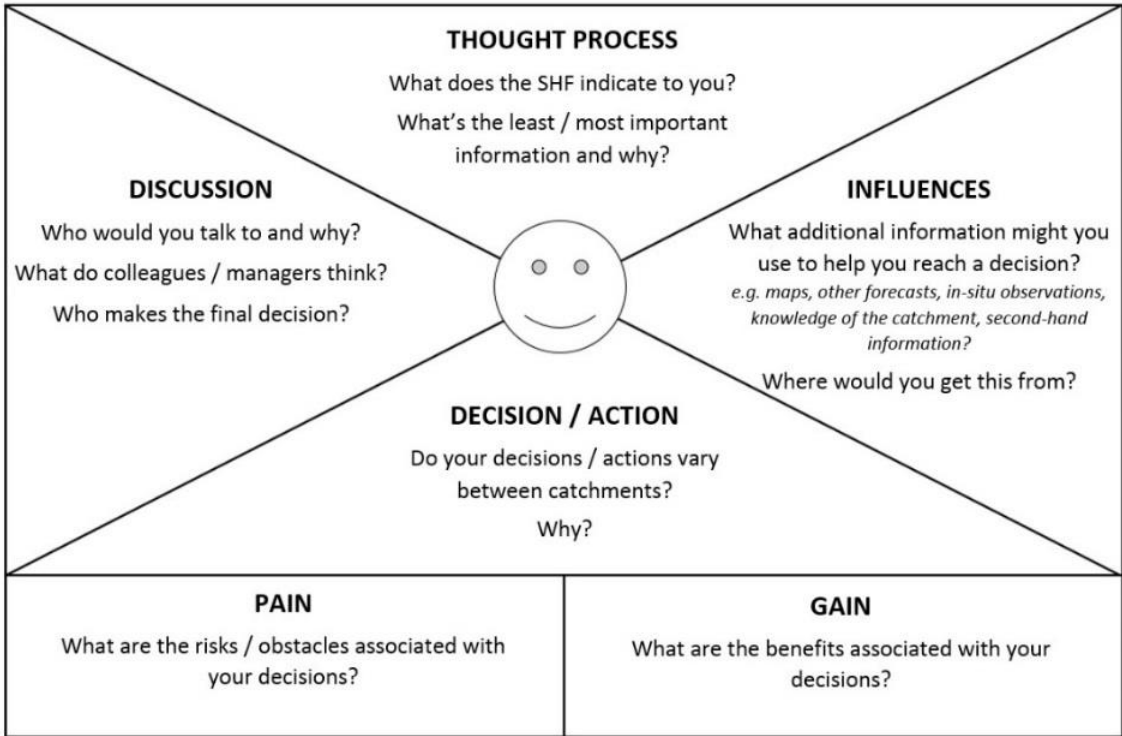 THOUGHT PROCESS
What does the SHF indicate to you?
What's the least / most important
information and why?
DISCUSSION
Who would you talk to and why?
What do colleagues / managers think?
Who makes the final decision?
INFLUENCES
What additional information might you
use to help you reach a decision?
e.g. maps, other forecasts, in-situ observations,
knowledge of the catchment, second-hand
information?
Where would you get this from?
DECISION / ACTION
Do your decisions / actions vary
between catchments?
Why?
PAIN
What are the risks / obstacles associated with
your decisions?
GAIN
What are the benefits associated with your
decisions?